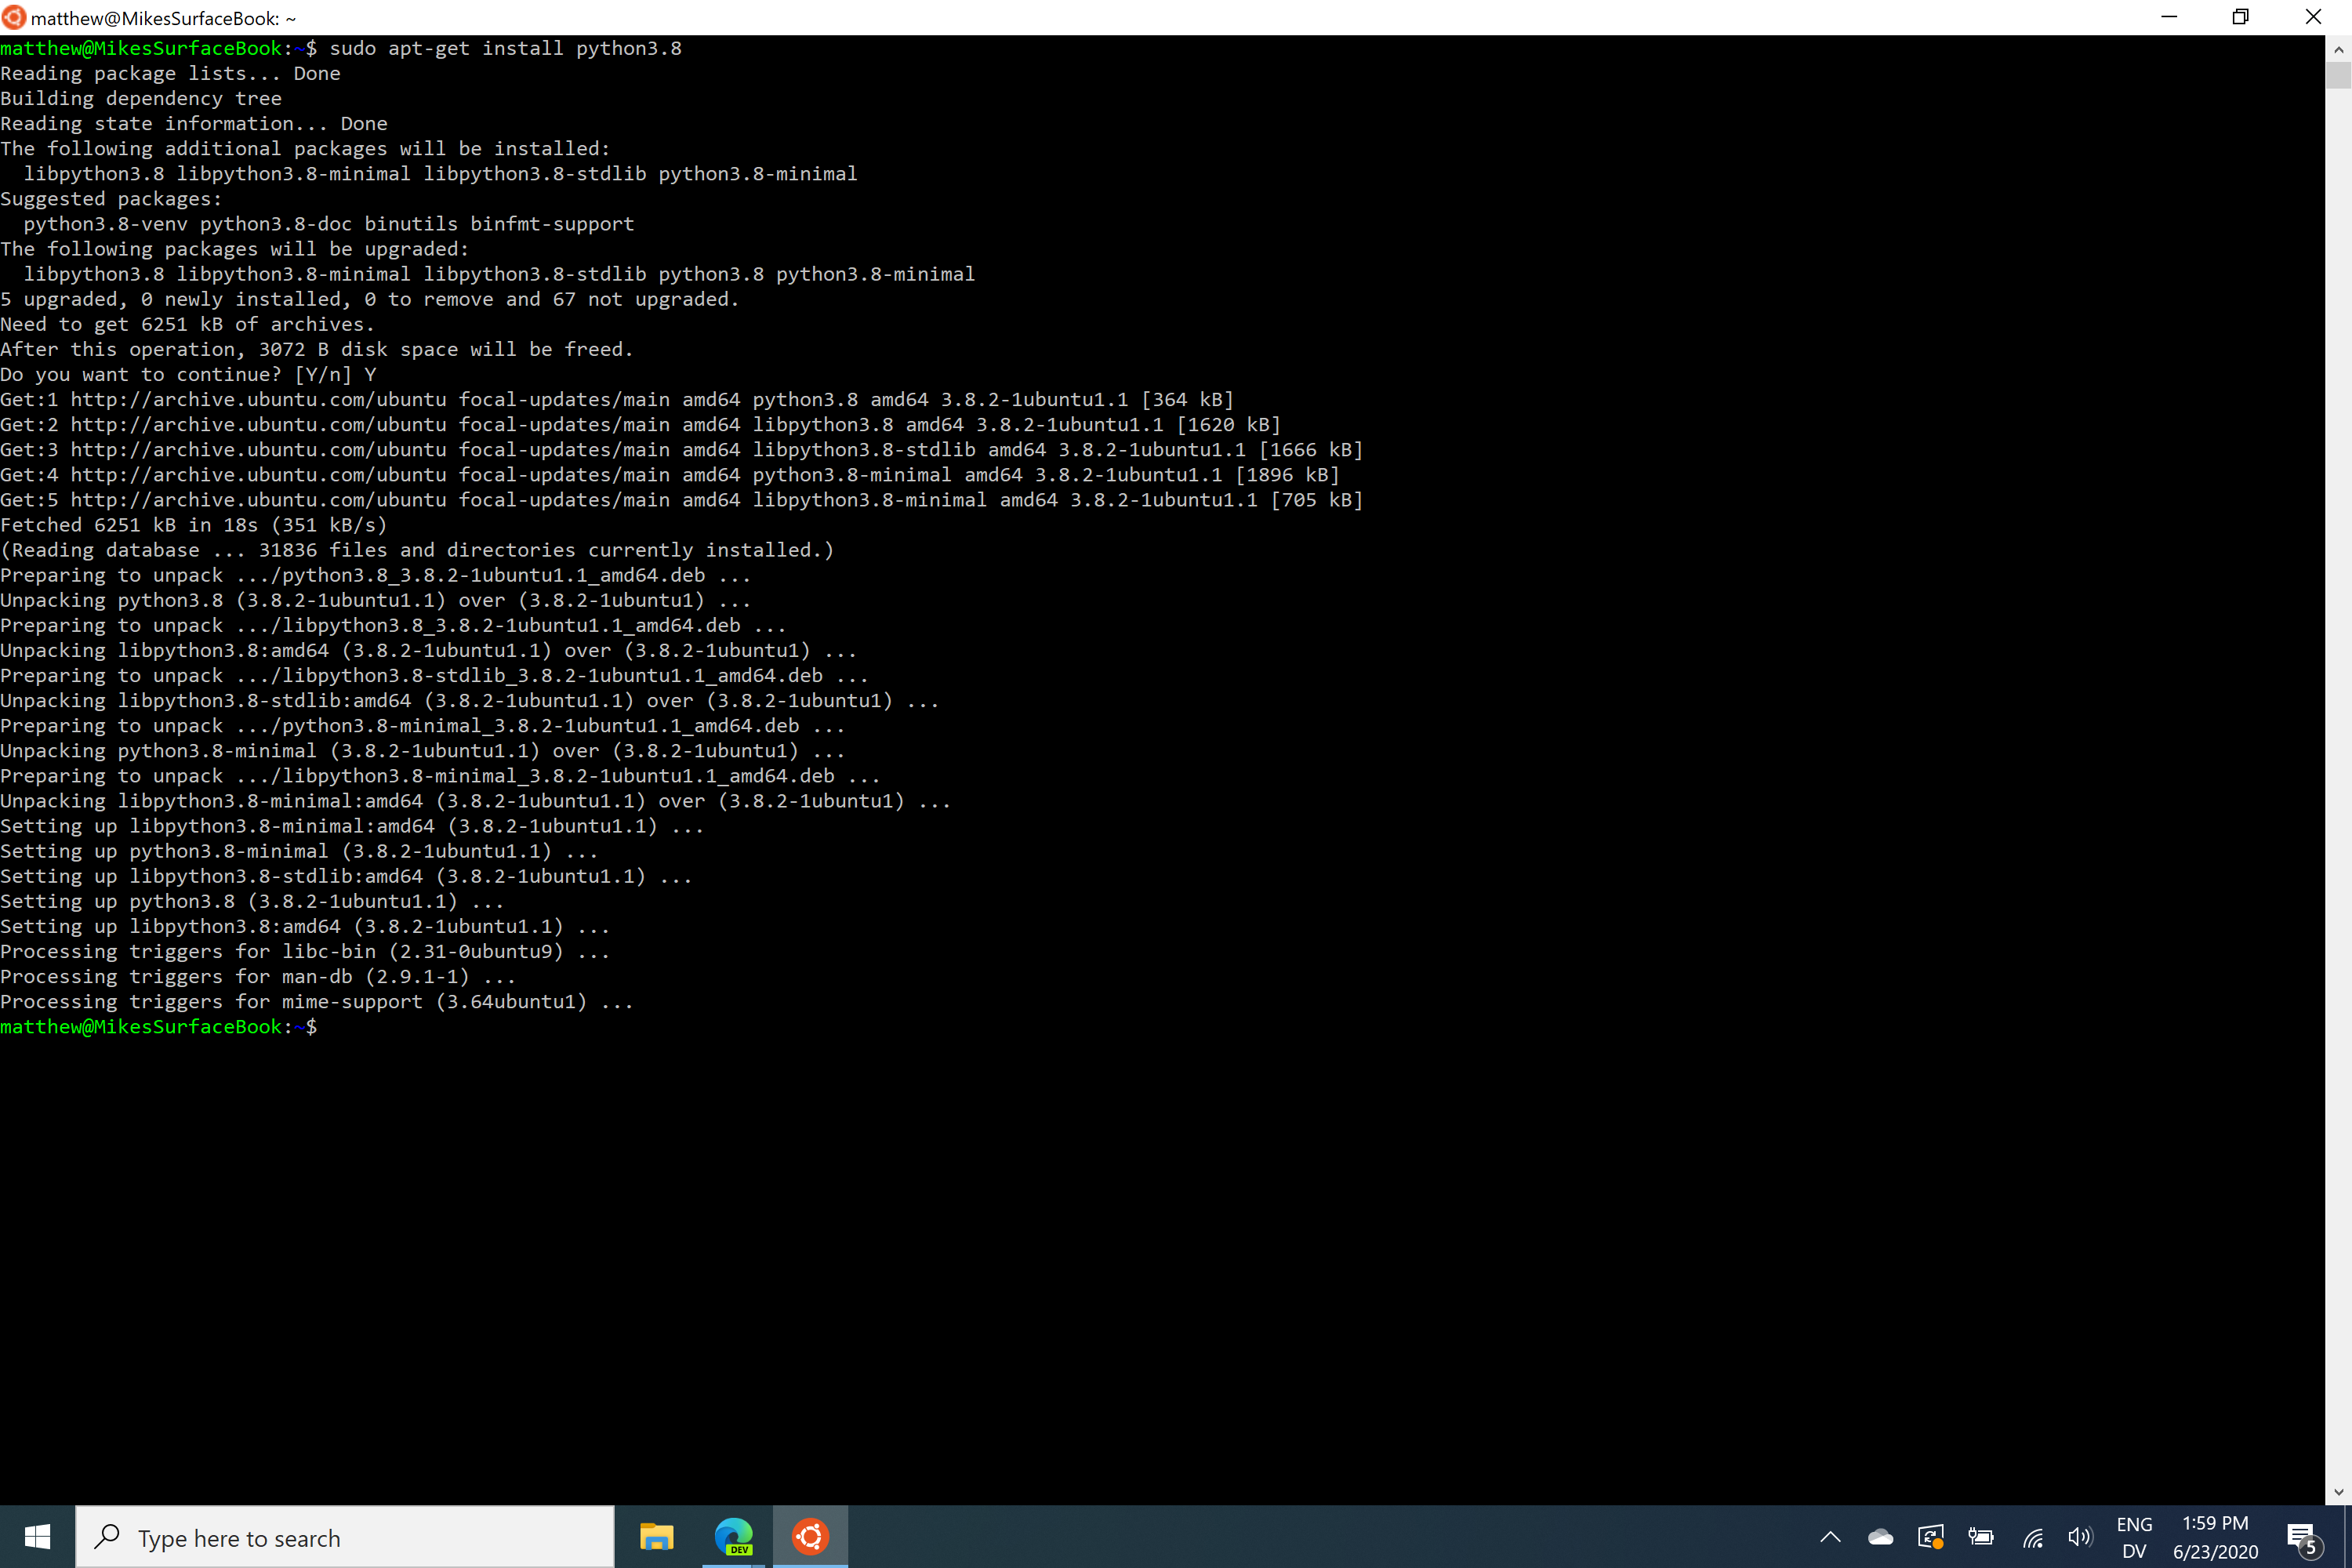 matthew@MikesSurfaceBook: ~
matthew@MikesSurfaceBook:~$ sudo apt-get install python3.8
Reading package lists... Done
Building dependency tree
Reading state information... Done
The following additional packages will be installed:
  libpython3.8 libpython3.8-minimal libpython3.8-stdlib python3.8-minimal
Suggested packages:
  python3.8-venv python3.8-doc binutils binfmt-support
The following packages will be upgraded:
  libpython3.8 libpython3.8-minimal libpython3.8-stdlib python3.8 python3.8-minimal
5 upgraded, 0 newly installed, 0 to remove and 67 not upgraded.
Need to get 6251 kB of archives.
After this operation, 3072 B disk space will be freed.
Do you want to continue? [Y/n] Y
Get:1 http://archive.ubuntu.com/ubuntu focal-updates/main amd64 python3.8 amd64 3.8.2-1ubuntu1.1 [364 kB]
Get:2 http://archive.ubuntu.com/ubuntu focal-updates/main amd64 libpython3.8 amd64 3.8.2-1ubuntu1.1 [1620 kB]
Get:3 http://archive.ubuntu.com/ubuntu focal-updates/main amd64 libpython3.8-stdlib amd64 3.8.2-1ubuntu1.1 [1666 kB]
Get:4 http://archive.ubuntu.com/ubuntu focal-updates/main amd64 python3.8-minimal amd64 3.8.2-1ubuntu1.1 [1896 kB]
Get:5 http://archive.ubuntu.com/ubuntu focal-updates/main amd64 libpython3.8-minimal amd64 3.8.2-1ubuntu1.1 [705 kB]
Fetched 6251 kB in 18s (351 kB/s)
(Reading database ... 31836 files and directories currently installed.)
Preparing to unpack .../python3.8_3.8.2-1ubuntu1.1_amd64.deb ...
Unpacking python3.8 (3.8.2-1ubuntu1.1) over (3.8.2-1ubuntu1) ...
Preparing to unpack .../libpython3.8_3.8.2-1ubuntu1.1_amd64.deb ...
Unpacking libpython3.8:amd64 (3.8.2-1ubuntu1.1) over (3.8.2-1ubuntu1) ...
Preparing to unpack .../libpython3.8-stdlib_3.8.2-1ubuntu1.1_amd64.deb ...
Unpacking libpython3.8-stdlib:amd64 (3.8.2-1ubuntu1.1) over (3.8.2-1ubuntu1) ...
Preparing to unpack .../python3.8-minimal_3.8.2-1ubuntu1.1_amd64.deb ...
Unpacking python3.8-minimal (3.8.2-1ubuntu1.1) over (3.8.2-1ubuntu1) ...
Preparing to unpack .../libpython3.8-minimal_3.8.2-1ubuntu1.1_amd64.deb ...
Unpacking libpython3.8-minimal:amd64 (3.8.2-1ubuntu1.1) over (3.8.2-1ubuntu1) ...
Setting up libpython3.8-minimal:amd64 (3.8.2-1ubuntu1.1) ...
Setting up python3.8-minimal (3.8.2-1ubuntu1.1) ...
Setting up libpython3.8-stdlib:amd64 (3.8.2-1ubuntu1.1) ...
Setting up python3.8 (3.8.2-1ubuntu1.1) ...
Setting up libpython3.8:amd64 (3.8.2-1ubuntu1.1) ...
Processing triggers for libc-bin (2.31-0ubuntu9) ...
Processing triggers for man-db (2.9.1-1) ...
Processing triggers for mime-support (3.64ubuntu1) ...
matthew@MikesSurfaceBook:~$
Type here to search
DEV
ENG
DV
1:59 PM
6/23/2020
5